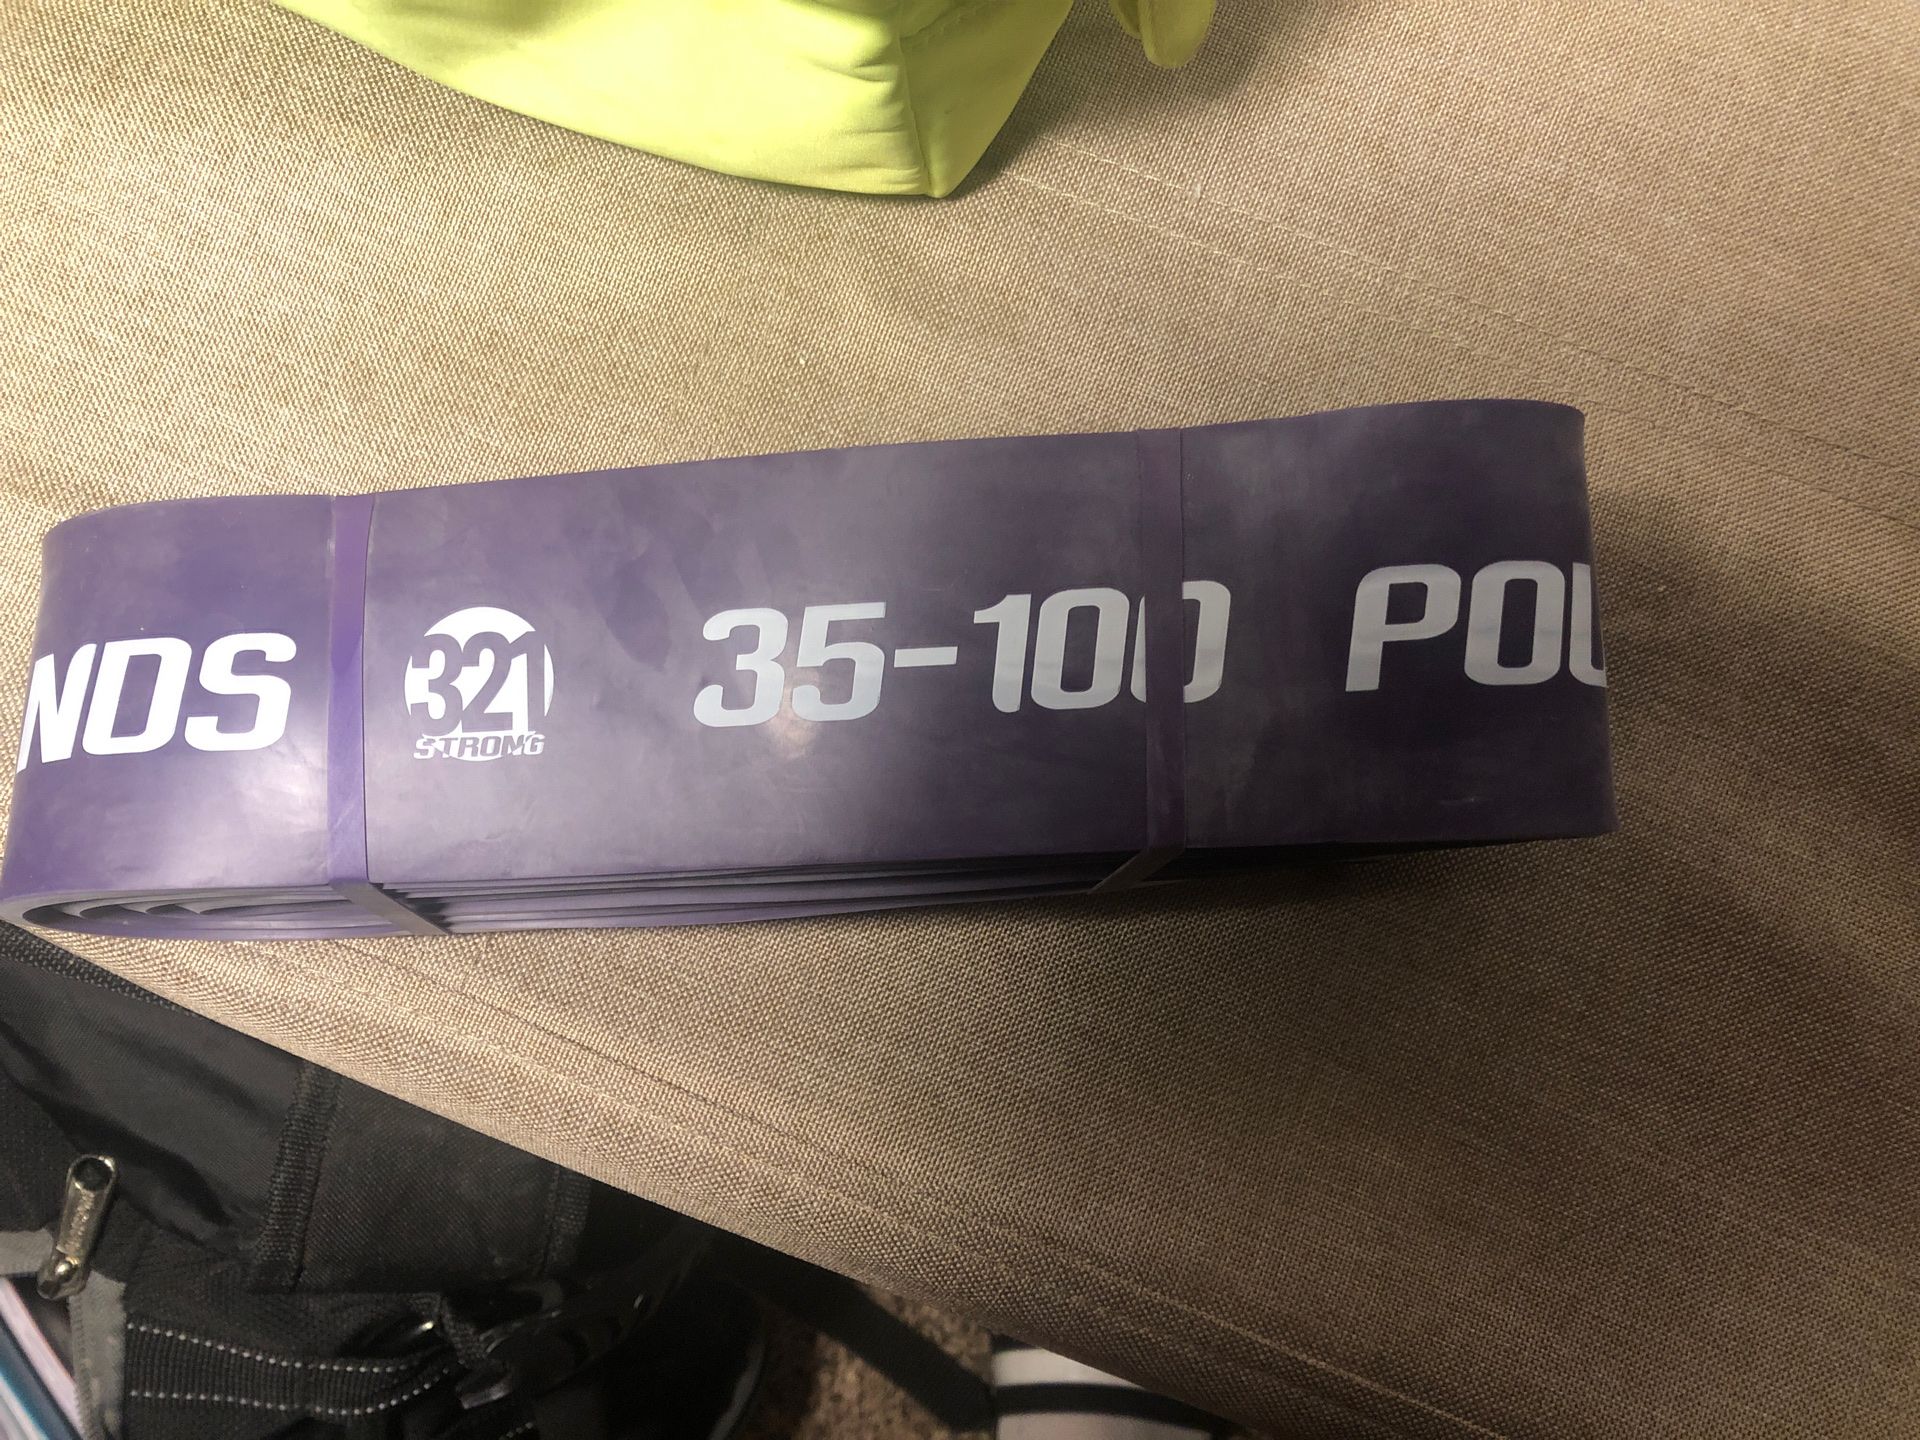 NDS
321
STRONG
35-100 POU